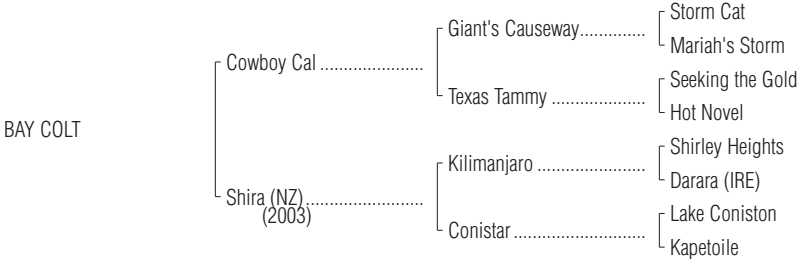 Storm Cat
Giant's Causeway..............
Mariah's Storm
Cowboy Cal ......................
Seeking the Gold
Texas Tammy ....................
Hot Novel
BAY COLT
Shirley Heights
Kilimanjaro .......................
Darara (IRE)
Shira (NZ).........................
(2003)
Lake Coniston
Conistar ............................
Kapetoile